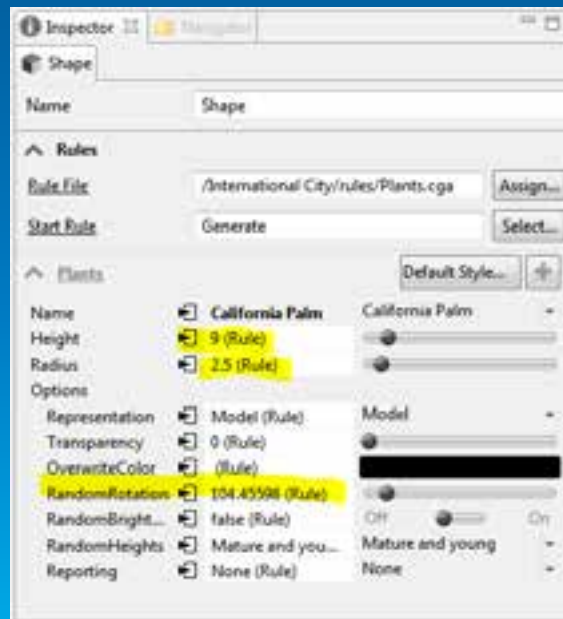 Inspector
Navigator
Shape
Name Shape
Rules
Rule File /International City/rules/Plants.cga Assign...
Start Rule Generate Select...
Plants Default Style...
Name California Palm California Palm
Height 9 (Rule)
Radius 2.5 (Rule)
Options
Representation Model (Rule) Model
Transparency 0 (Rule)
OverwriteColor (Rule)
RandomRotation 104.45598 (Rule)
RandomBright... false (Rule) Off On
RandomHeights Mature and you... Mature and young
Reporting None (Rule) None